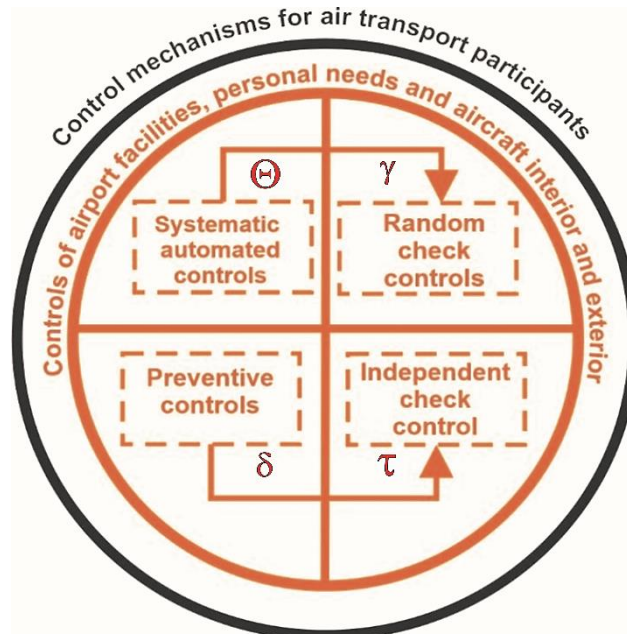 Control mechanisms for air transport participants
Controls of airport facilities, personal needs and aircraft interior and exterior
Θ
γ
Systematic
automated
controls
Random
check
controls
Preventive
controls
Independent
check
control
δ
τ